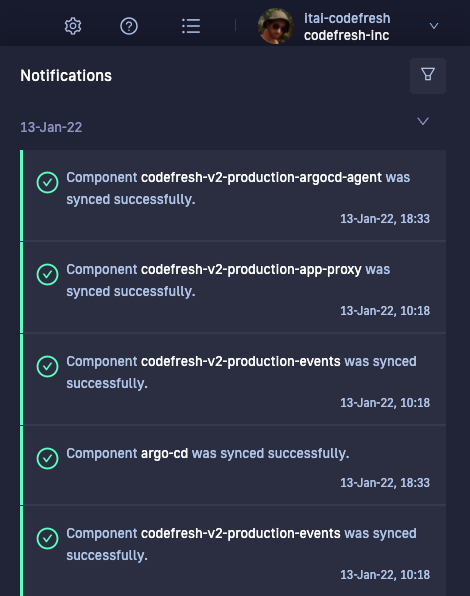 itai-codefresh
codefresh-inc
Notifications
13-Jan-22
Component codefresh-v2-production-argocd-agent was
synced successfully.
13-Jan-22, 18:33
Component codefresh-v2-production-app-proxy was
synced successfully.
13-Jan-22, 10:18
Component codefresh-v2-production-events was synced
successfully.
13-Jan-22, 10:18
Component argo-cd was synced successfully.
13-Jan-22, 18:33
Component codefresh-v2-production-events was synced
successfully.
13-Jan-22, 10:18